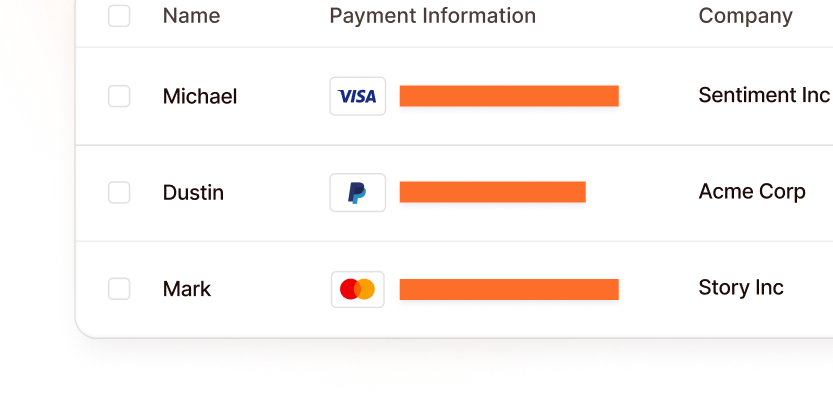 Name Payment Information Company
Michael VISA Sentiment Inc
Dustin Acme Corp
Mark Story Inc